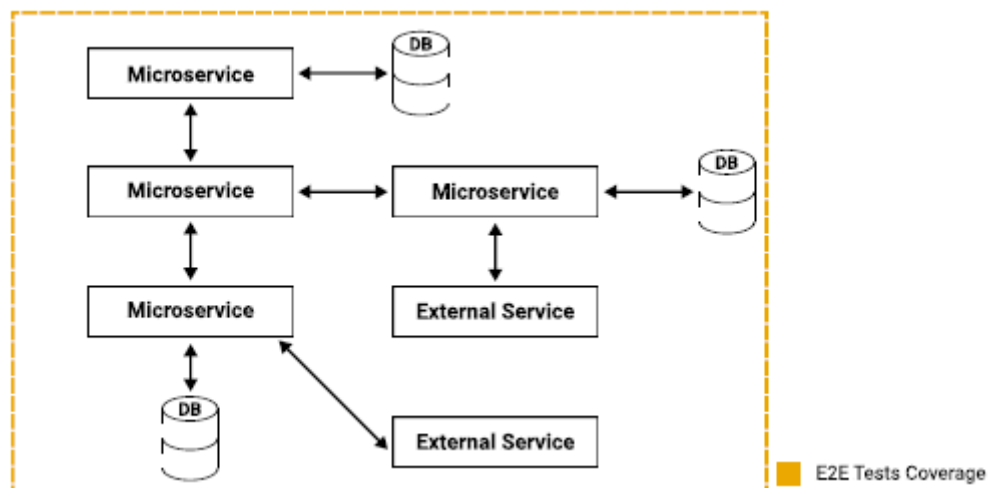 DB
Microservice
DB
Microservice
Microservice
Microservice
External Service
DB
External Service
E2E Tests Coverage